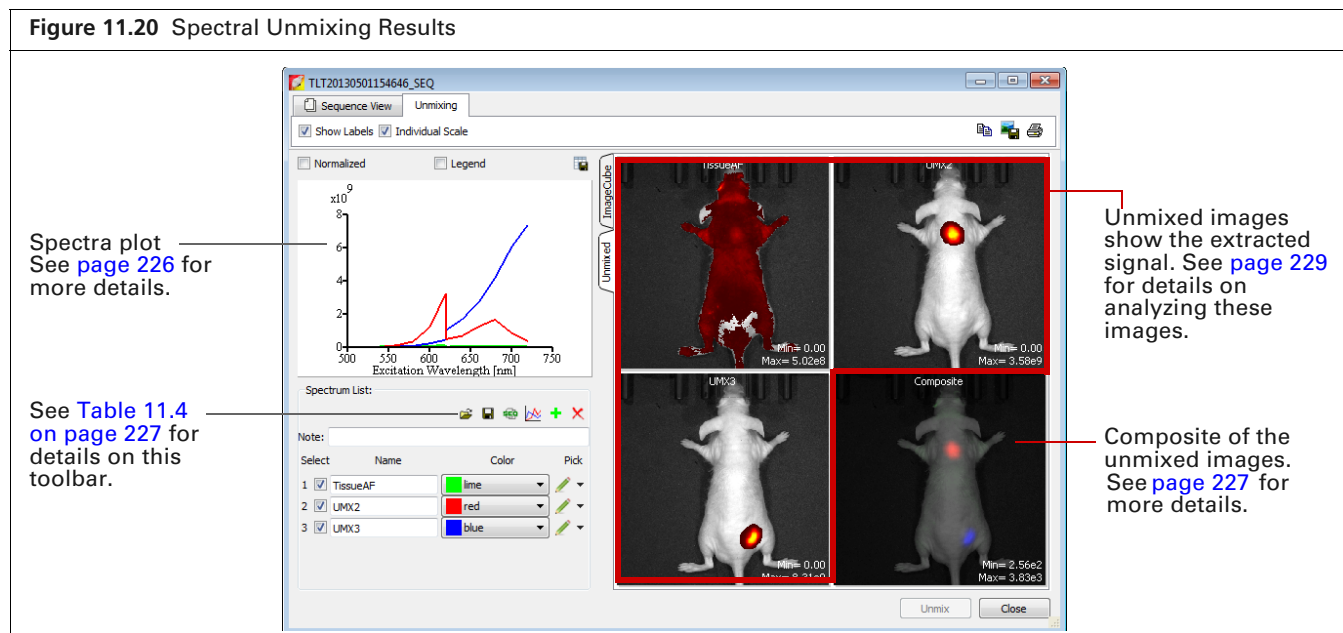 Figure 11.20 Spectral Unmixing Results
TLT20130501154646_SEQ
Sequence View
Unmixing
Show Labels
Individual Scale
Normalized
Legend
x10
9
8
6
4
2
0
500
550
600
650
700
750
Excitation Wavelength [nm]
Spectrum List:
SEQ
Note:
Select Name Color Pick
1 TissueAF lime
2 UMX2 red
3 UMX3 blue
ImageCube
Unmixed
TissueAF
Min= 0.00
Max= 5.02e8
UMX2
Min= 0.00
Max= 3.58e9
UMX3
Min= 0.00
Composite
Min= 2.56e2
Max= 3.83e3
Unmix
Close
Spectra plot
See page 226 for
more details.
See Table 11.4
on page 227 for
details on this
toolbar.
Unmixed images
show the extracted
signal. See page 229
for details on
analyzing these
images.
Composite of the
unmixed images.
See page 227 for
more details.